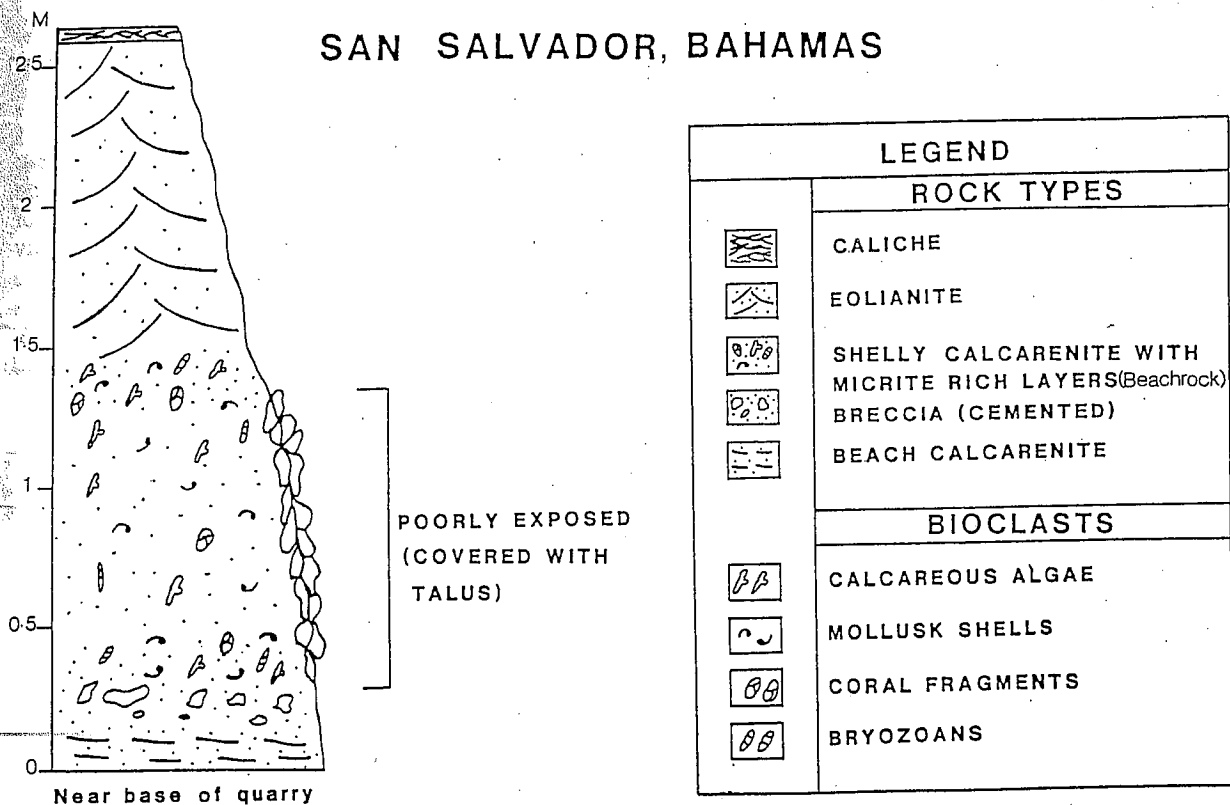 M
SAN SALVADOR, BAHAMAS
2·5
2
1·5
1
0·5
0
POORLY EXPOSED
(COVERED WITH
TALUS)
Near base of quarry
LEGEND
ROCK TYPES
CALICHE
EOLIANITE
SHELLY CALCARENITE WITH
MICRITE RICH LAYERS(Beachrock)
BRECCIA (CEMENTED)
BEACH CALCARENITE
BIOCLASTS
CALCAREOUS ALGAE
MOLLUSK SHELLS
CORAL FRAGMENTS
BRYOZOANS